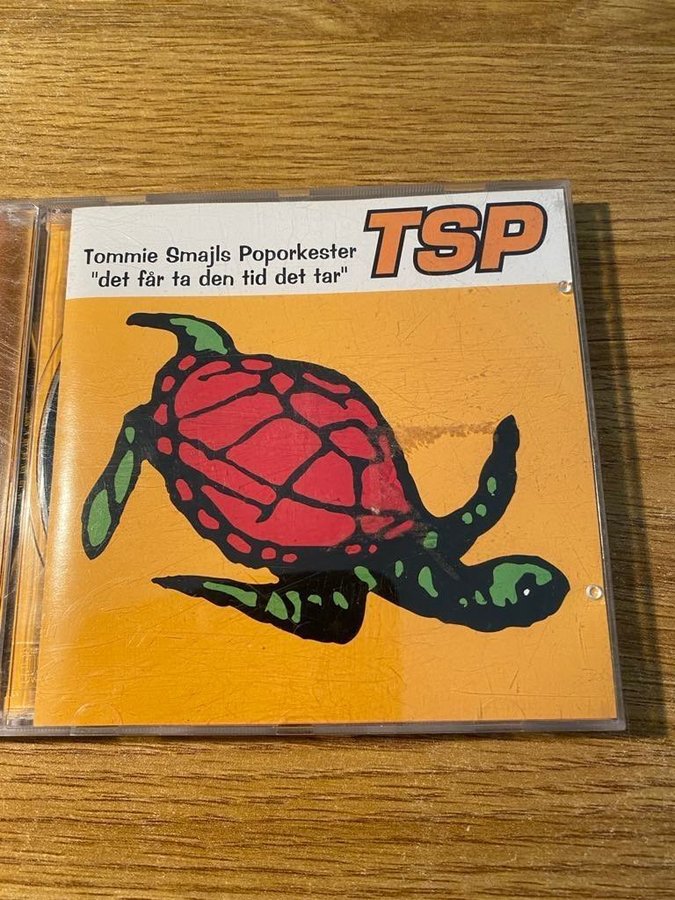 Tommie Smajls Poporkester
"det får ta den tid det tar"
TSP